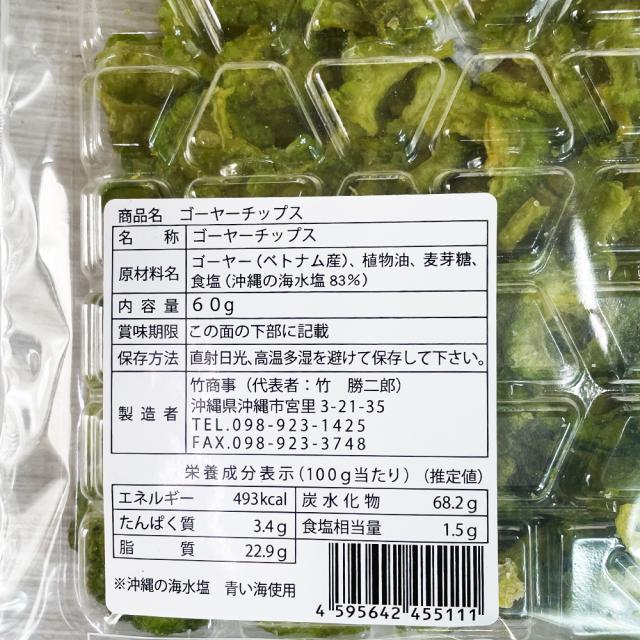 商品名　ゴーヤーチップス
名　称　ゴーヤーチップス
原材料名　ゴーヤー（ベトナム産）、植物油、麦芽糖、
食塩（沖縄の海水塩 83%）
内容量　60g
賞味期限　この面の下部に記載
保存方法　直射日光、高温多湿を避けて保存して下さい。
製造者　竹商事（代表者：竹　勝二郎）
沖縄県沖縄市宮里 3-21-35
TEL.098-923-1425
FAX.098-923-3748
栄養成分表示（100g当たり）（推定値）
エネルギー　493kcal　炭水化物　68.2g
たんぱく質　3.4g　食塩相当量　1.5g
脂　質　22.9g
※沖縄の海水塩　青い海使用
4 595642 455111